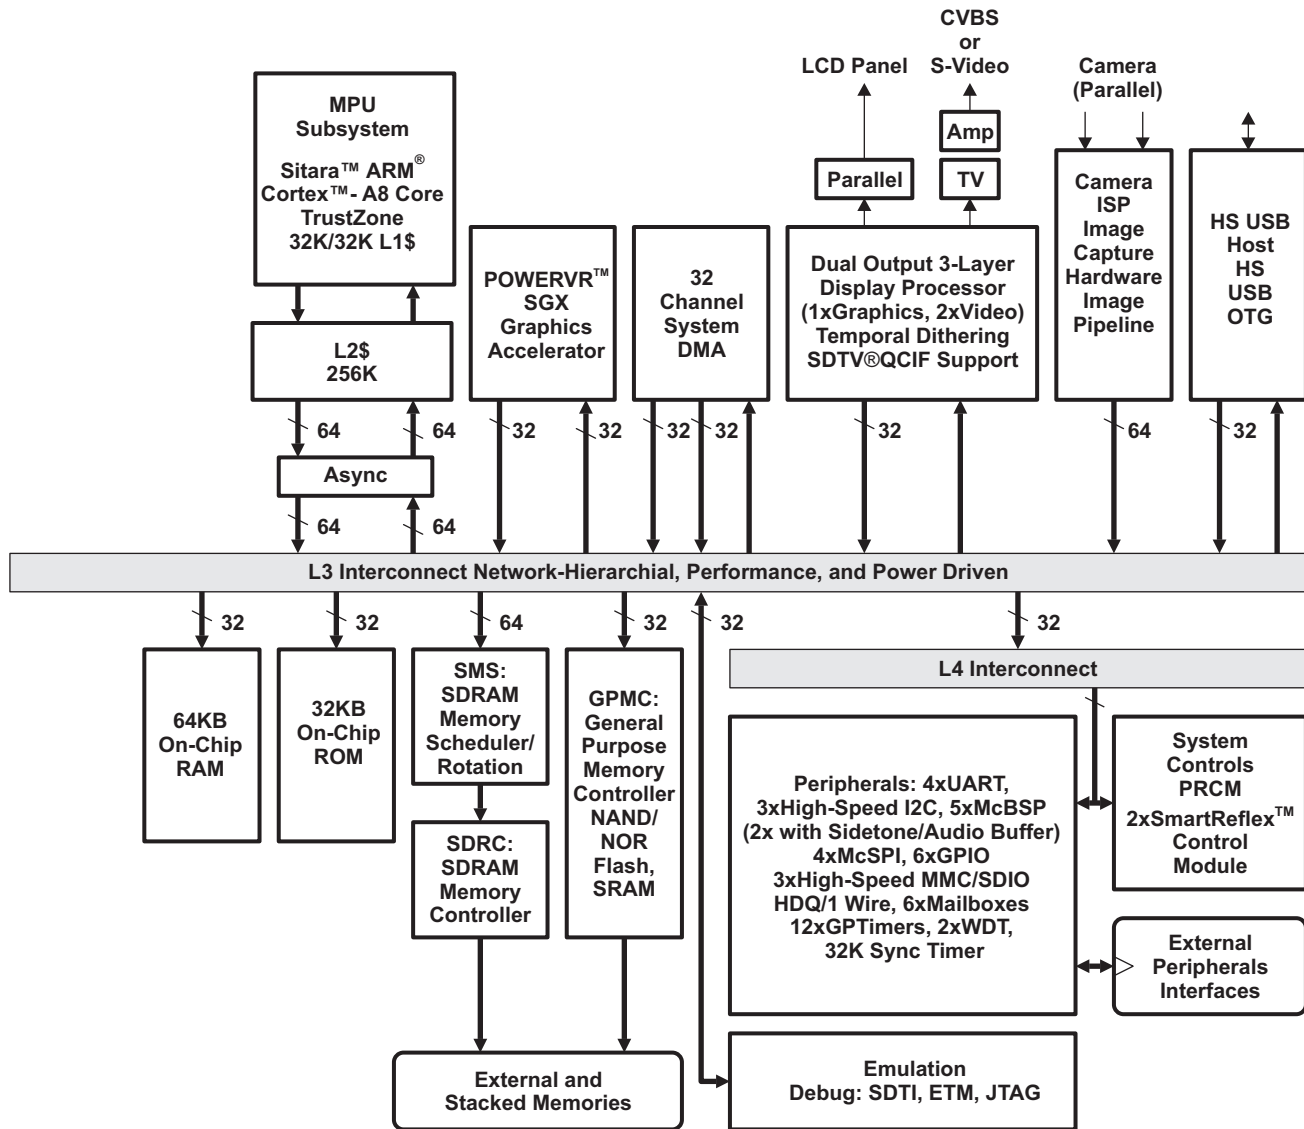 CVBS
or
S-Video
LCD Panel
Camera
(Parallel)
MPU
Subsystem
Sitara™ ARM®
Cortex™- A8 Core
TrustZone
32K/32K L1$
Amp
Parallel
TV
Camera
ISP
Image
Capture
Hardware
Image
Pipeline
HS USB
Host
HS
USB
OTG
POWERVR™
SGX
Graphics
Accelerator
32
Channel
System
DMA
Dual Output 3-Layer
Display Processor
(1xGraphics, 2xVideo)
Temporal Dithering
SDTV®QCIF Support
L2$
256K
64
64
32
32
32
32
32
64
32
Async
64
64
L3 Interconnect Network-Hierarchial, Performance, and Power Driven
32
32
64
32
32
32
64KB
On-Chip
RAM
32KB
On-Chip
ROM
SMS:
SDRAM
Memory
Scheduler/
Rotation
SDRC:
SDRAM
Memory
Controller
GPMC:
General
Purpose
Memory
Controller
NAND/
NOR
Flash,
SRAM
L4 Interconnect
Peripherals: 4xUART,
3xHigh-Speed I2C, 5xMcBSP
(2x with Sidetone/Audio Buffer)
4xMcSPI, 6xGPIO
3xHigh-Speed MMC/SDIO
HDQ/1 Wire, 6xMailboxes
12xGPTimers, 2xWDT,
32K Sync Timer
System
Controls
PRCM
2xSmartReflex™
Control
Module
External
Peripherals
Interfaces
External and
Stacked Memories
Emulation
Debug: SDTI, ETM, JTAG